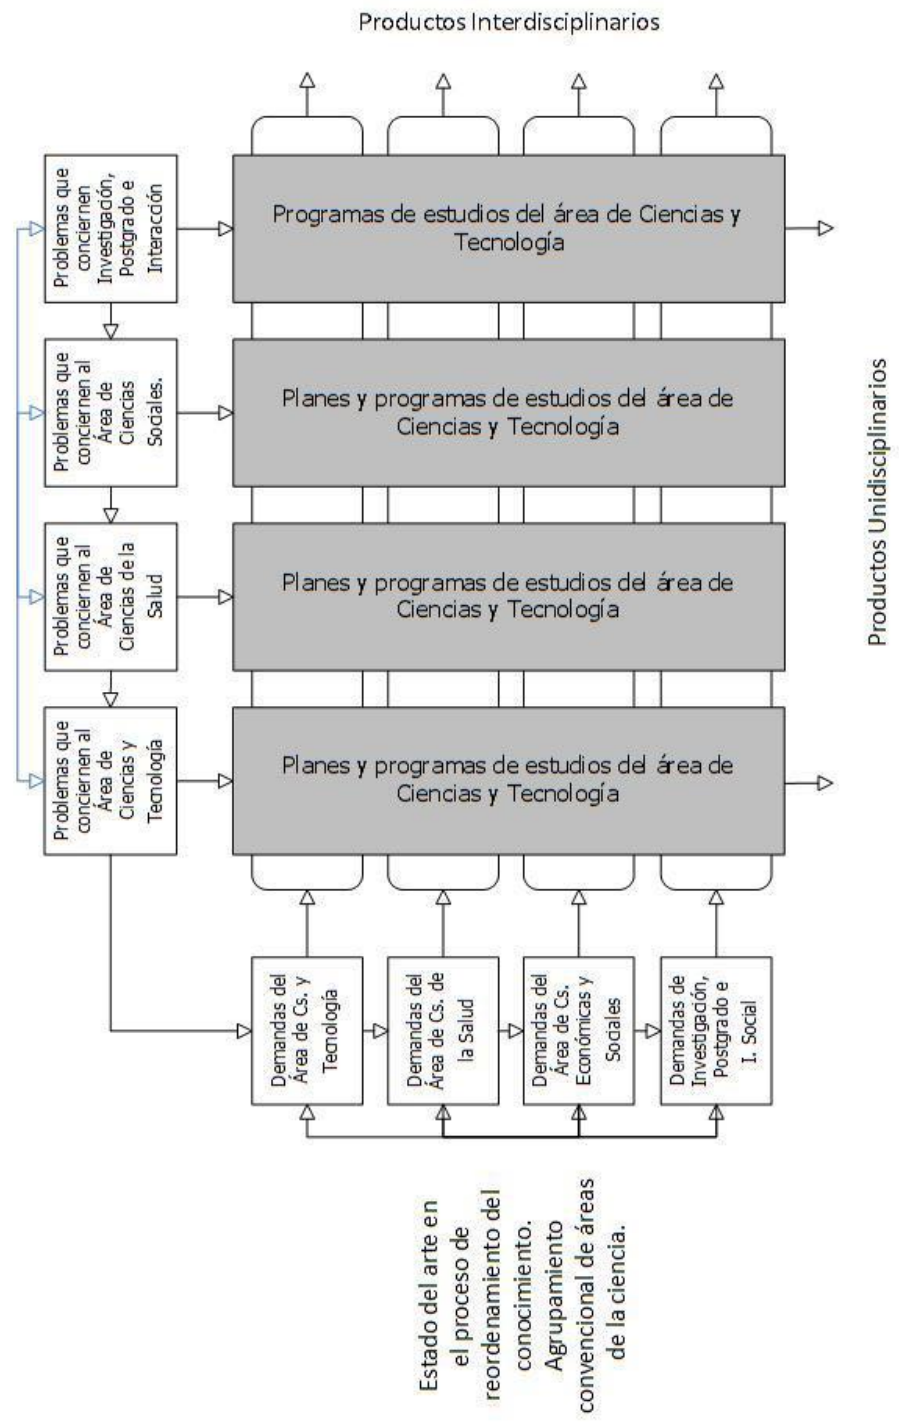 Productos Interdisciplinarios
Problemas que
conciernen
Investigación,
Postgrado e
Interacción
Programas de estudios del área de Ciencias y
Tecnología
Problemas que
conciernen al
Área de
Ciencias
Sociales.
Planes y programas de estudios del área de
Ciencias y Tecnología
Problemas que
conciernen al
Área de
Ciencias de la
Salud
Planes y programas de estudios del área de
Ciencias y Tecnología
Problemas que
conciernen al
Área de
Ciencias y
Tecnología
Planes y programas de estudios del área de
Ciencias y Tecnología
Productos Unidisciplinarios
Demandas del
Área de Cs. y
Tecnología
Demandas del
Área de Cs. de
la Salud
Demandas del
Área de Cs.
Económicas y
Sociales
Demandas de
Investigación,
Postgrado e
I. Social
Estado del arte en
el proceso de
reordenamiento del
conocimiento.
Agrupamiento
convencional de áreas
de la ciencia.